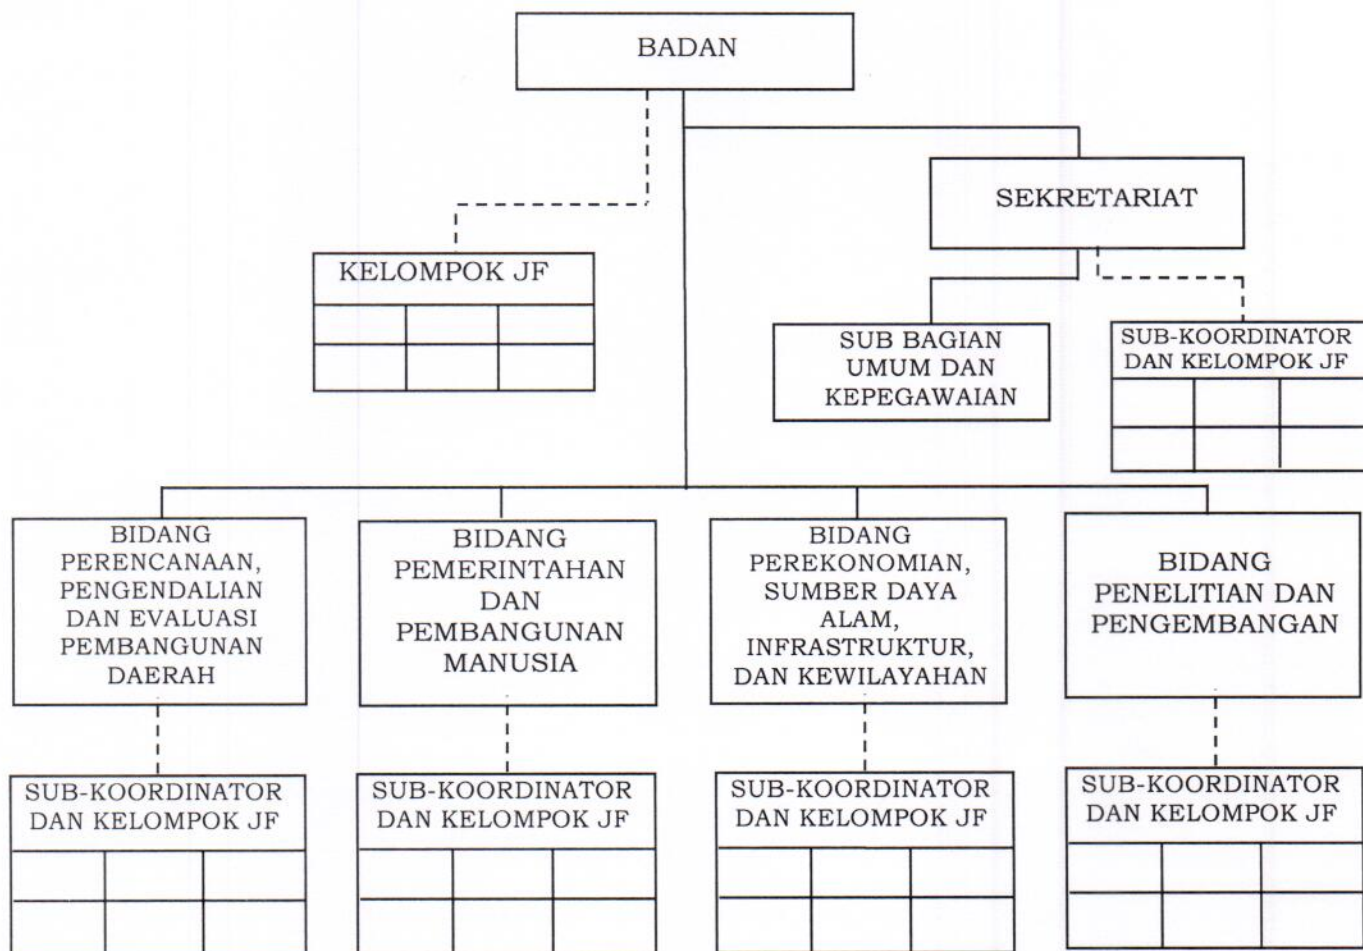 BADAN
SEKRETARIAT
KELOMPOK JF
SUB BAGIAN
UMUM DAN
KEPEGAWAIAN
SUB-KOORDINATOR
DAN KELOMPOK JF
BIDANG
PERENCANAAN,
PENGENDALIAN
DAN EVALUASI
PEMBANGUNAN
DAERAH
BIDANG
PEMERINTAHAN
DAN
PEMBANGUNAN
MANUSIA
BIDANG
PEREKONOMIAN,
SUMBER DAYA
ALAM,
INFRASTRUKTUR,
DAN KEWILAYAHAN
BIDANG
PENELITIAN DAN
PENGEMBANGAN
SUB-KOORDINATOR
DAN KELOMPOK JF
SUB-KOORDINATOR
DAN KELOMPOK JF
SUB-KOORDINATOR
DAN KELOMPOK JF
SUB-KOORDINATOR
DAN KELOMPOK JF